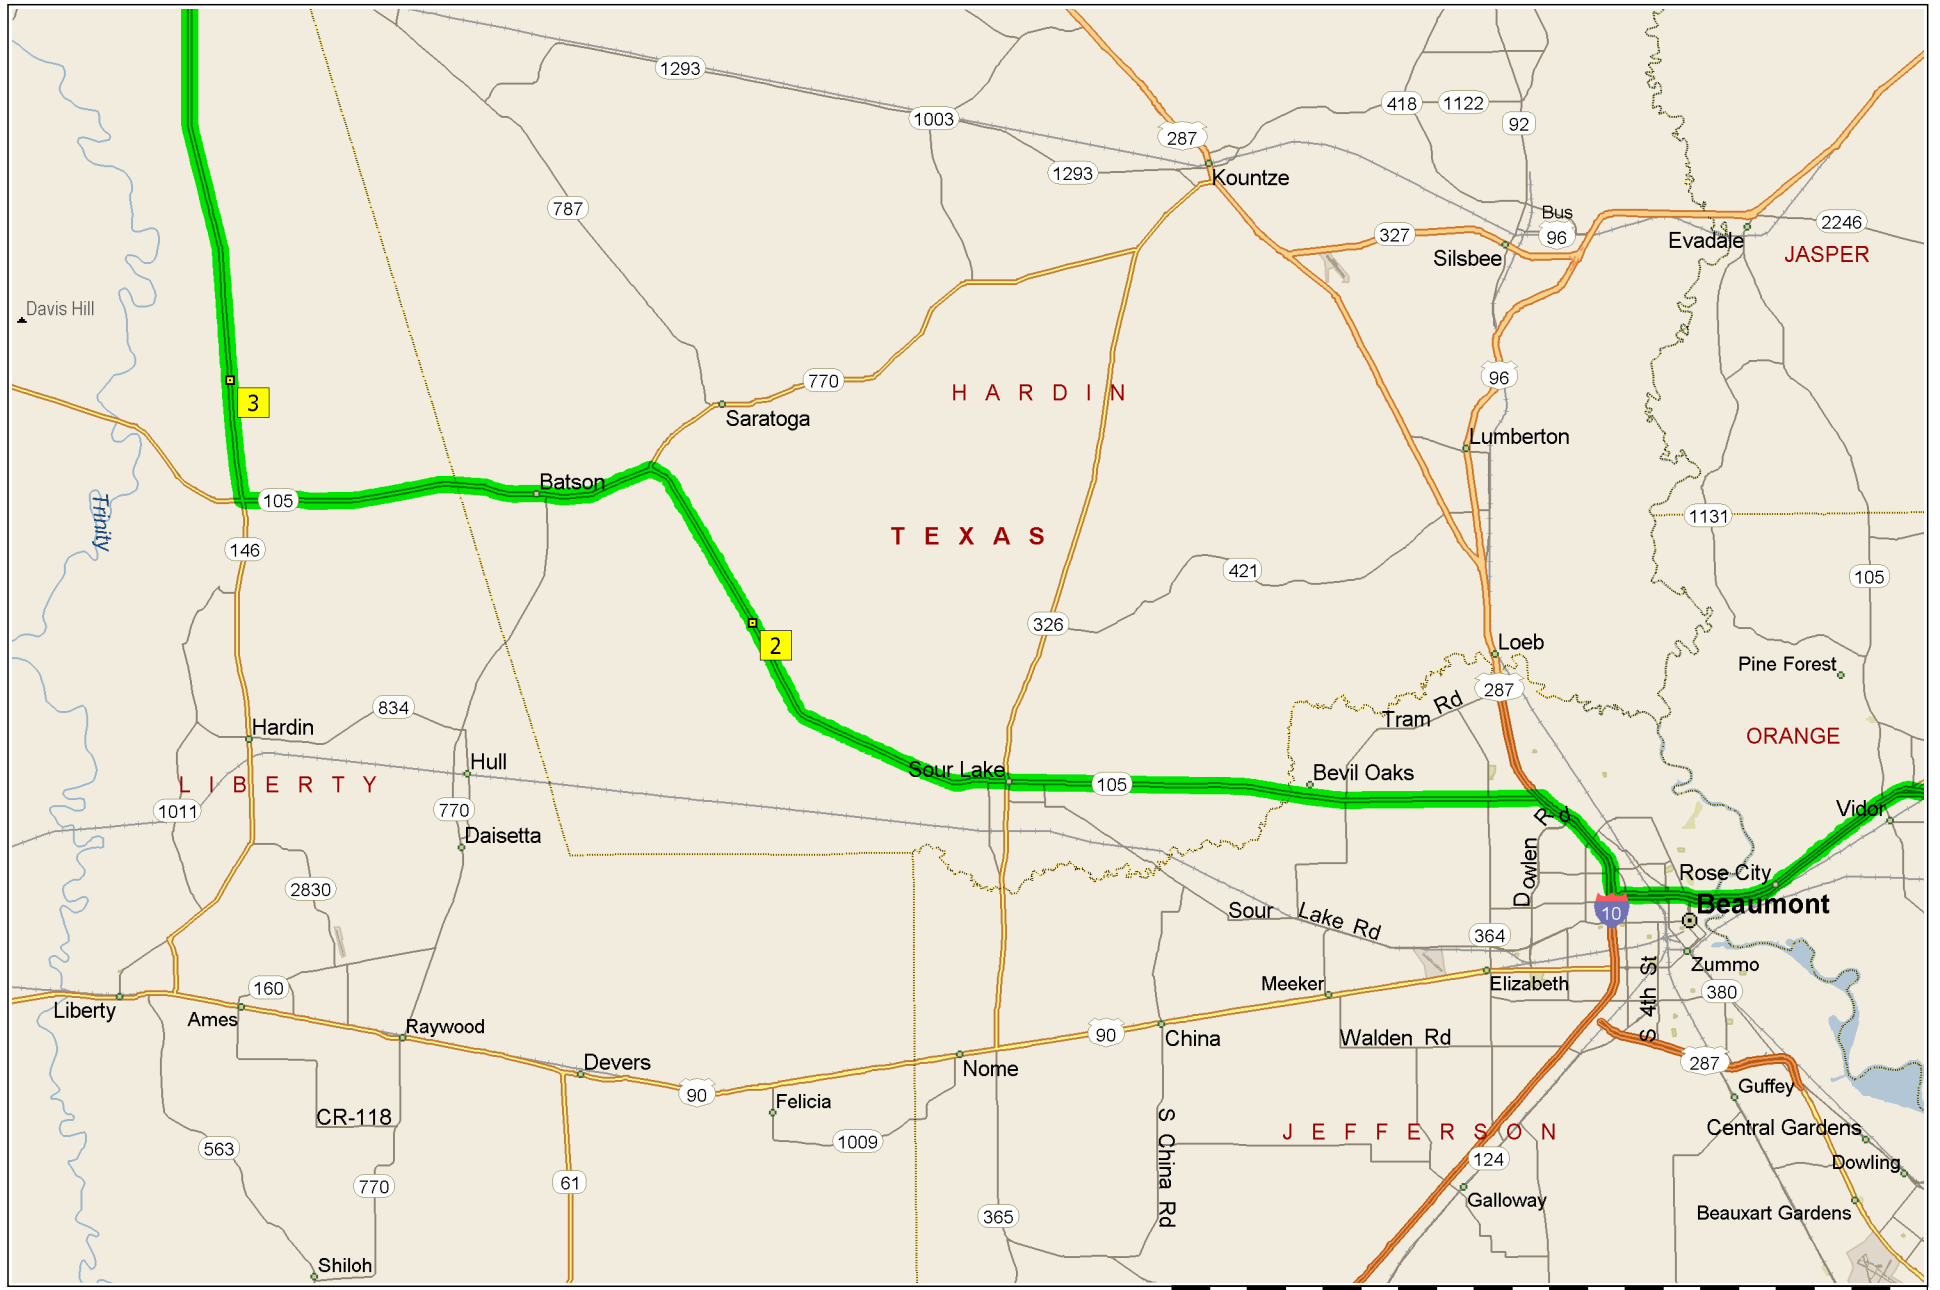 1293
1003
418
1122
92
287
1293
Kountze
787
Bus
96
327
2246
Evadale
Silsbee
JASPER
Davis Hill
3
770
96
HARDIN
Saratoga
Lumberton
Batson
105
Trinity
1131
TEXAS
146
421
105
326
2
Loeb
Pine Forest
287
Tram Rd
834
Hardin
ORANGE
Hull
Sour Lake
Bevil Oaks
105
LIBERTY
1011
770
Vidor
Rd
Daisetta
Dowlen
Rose City
2830
Beaumont
Sour Lake Rd
10
364
Zummo
Meeker
Elizabeth
S 4th St
160
380
Liberty
Ames
Raywood
90
China
Walden Rd
Devers
Nome
287
90
Guffey
Felicia
CR-118
S China Rd
Central Gardens
1009
JEFFERSON
563
124
Dowling
770
61
Galloway
365
Beauxart Gardens
Shiloh